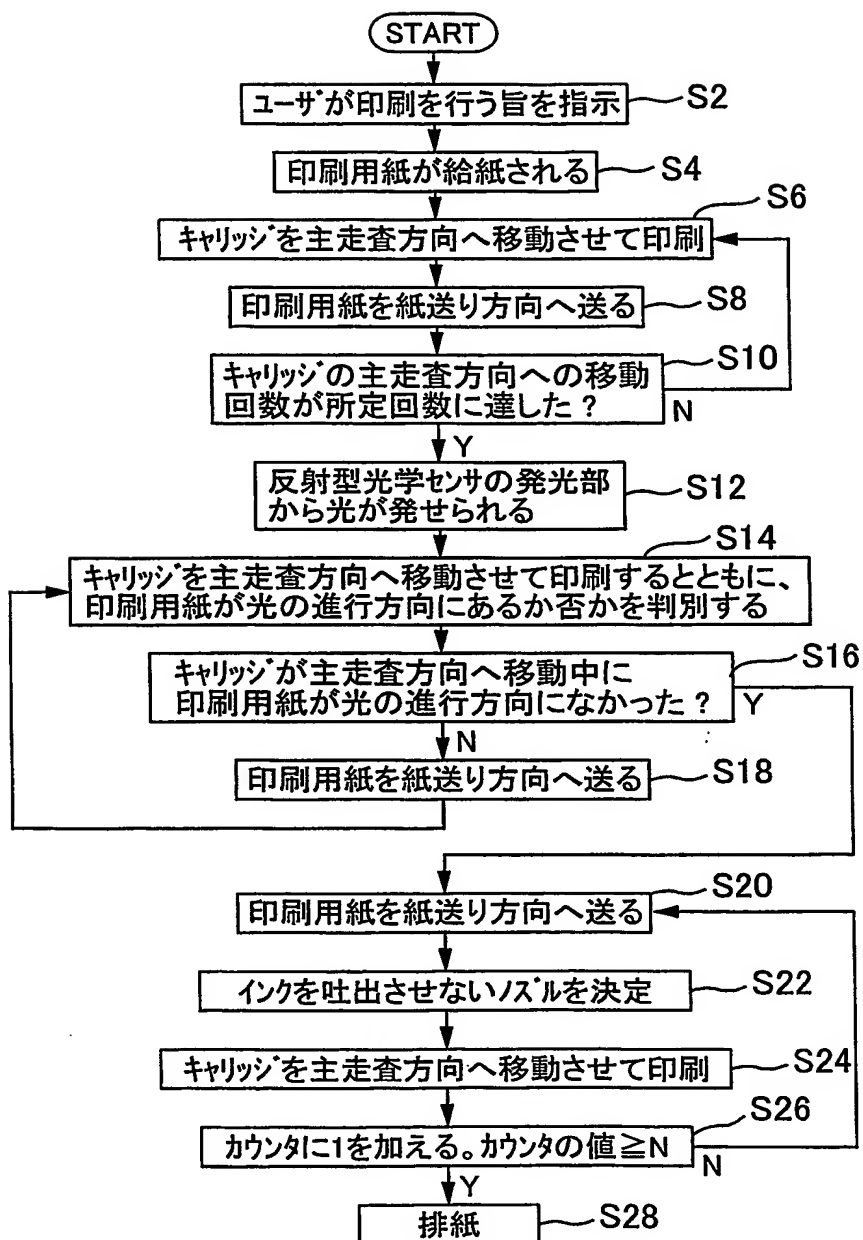 START
ユーザが印刷を行う旨を指示
S2
印刷用紙が給紙される
S4
S6
キャリッジを主走査方向へ移動させて印刷
印刷用紙を紙送り方向へ送る
S8
キャリッジの主走査方向への移動
回数が所定回数に達した?
S10
N
Y
反射型光学センサの発光部
から光が発せられる
S12
S14
キャリッジを主走査方向へ移動させて印刷するとともに、
印刷用紙が光の進行方向にあるか否かを判別する
キャリッジが主走査方向へ移動中に
印刷用紙が光の進行方向になかった?
S16
Y
N
印刷用紙を紙送り方向へ送る
S18
印刷用紙を紙送り方向へ送る
S20
インクを吐出させないノズルを決定
S22
キャリッジを主走査方向へ移動させて印刷
S24
カウンタに1を加える。カウンタの値≧N
S26
N
Y
排紙
S28